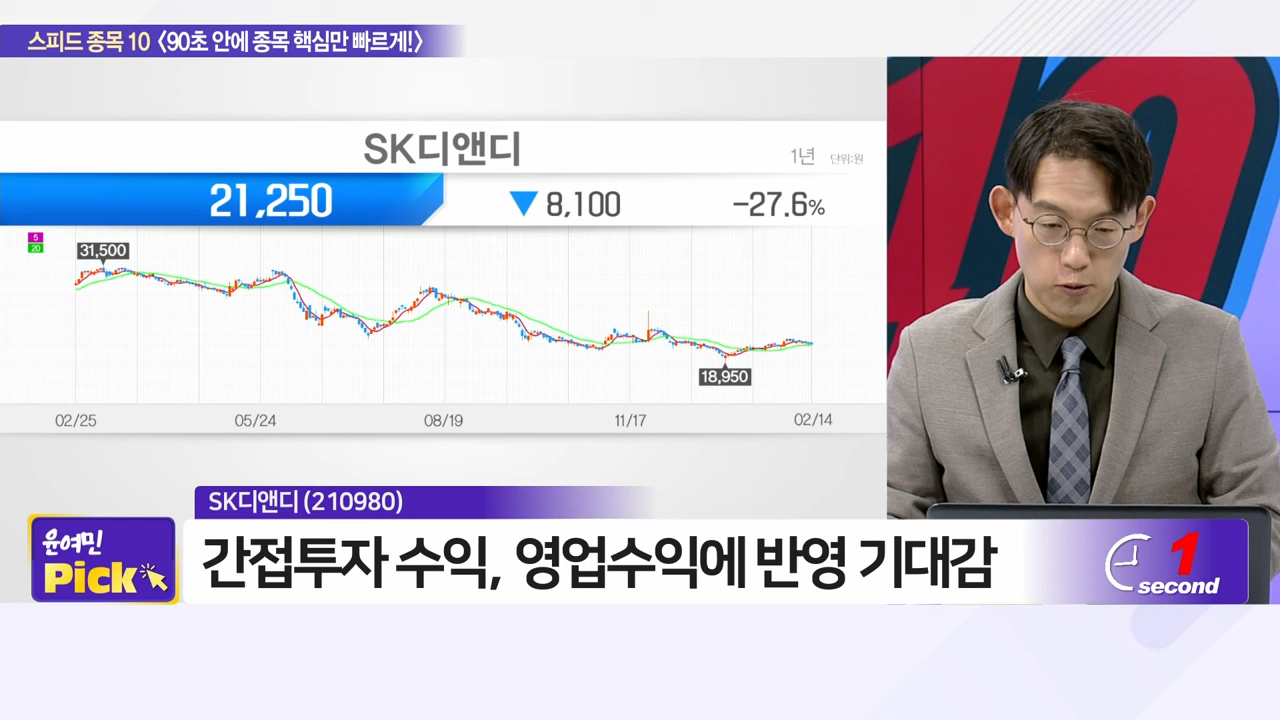 스피드 종목 10 <90초 안에 종목 핵심만 빠르게!>
SK디앤디
1년 단위:원
21,250 ▼ 8,100 -27.6%
5
20
31,500
18,950
02/25 05/24 08/19 11/17 02/14
SK디앤디 (210980)
윤여민
Pick
간접투자 수익, 영업수익에 반영 기대감
1
second